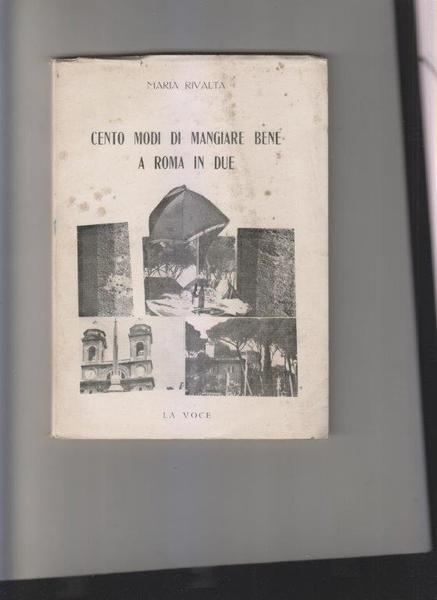 MARIA RIVALTA
CENTO MODI DI MANGIARE BENE
A ROMA IN DUE
LA VOCE